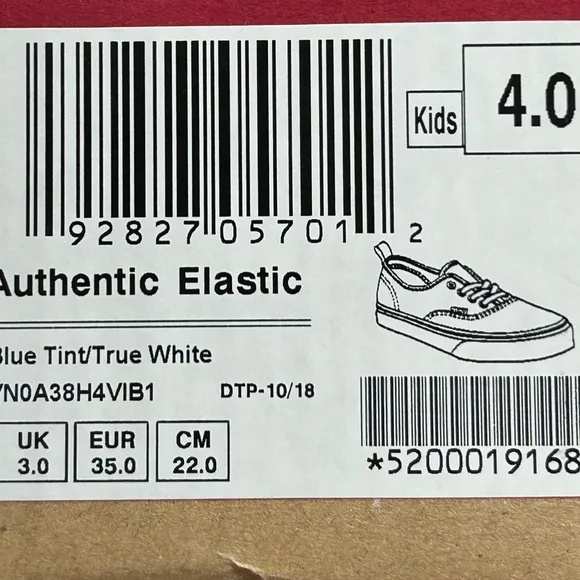 Kids 4.0
92827 05701 2
Authentic Elastic
Blue Tint/True White
VN0A38H4VIB1 DTP-10/18
UK EUR CM
3.0 35.0 22.0
*5200019168